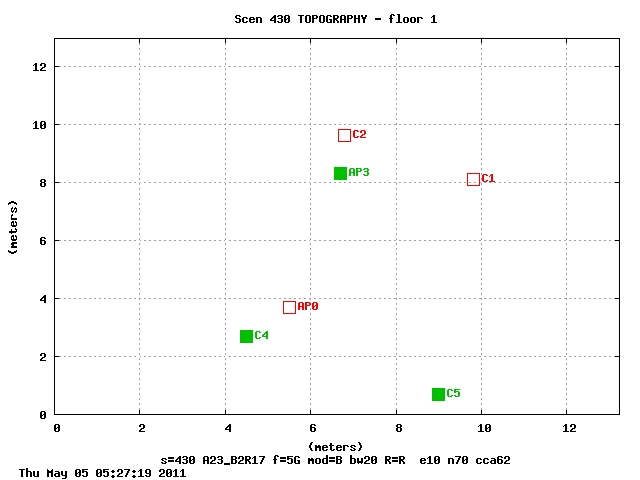 Scen 430 TOPOGRAPHY - floor 1
12
10
C2
AP3
8
C1
(meters)
6
4
AP0
C4
2
C5
0
0 2 4 6 8 10 12
(meters)
s=430 A23_B2R17 f=5G mod=B bw20 R=R  e10 n70 cca62
Thu May 05 05:27:19 2011